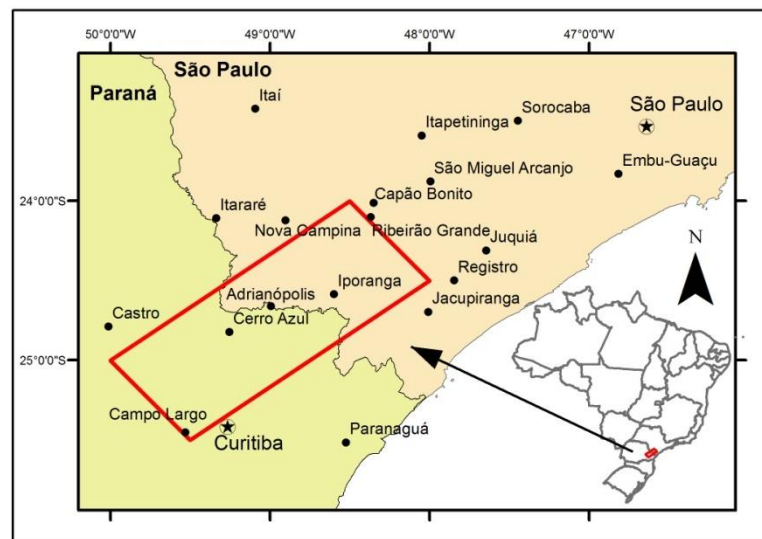 50°0'0"W 49°0'0"W 48°0'0"W 47°0'0"W
São Paulo
Paraná
Itaí
Sorocaba
São Paulo
Itapetininga
São Miguel Arcanjo
Embu-Guaçu
24°0'0"S
Capão Bonito
Itararé
Nova Campina
Ribeirão Grande
Juquiá
N
Iporanga
Registro
Adrianópolis
Jacupiranga
Castro
Cerro Azul
25°0'0"S
Campo Largo
Curitiba
Paranaguá